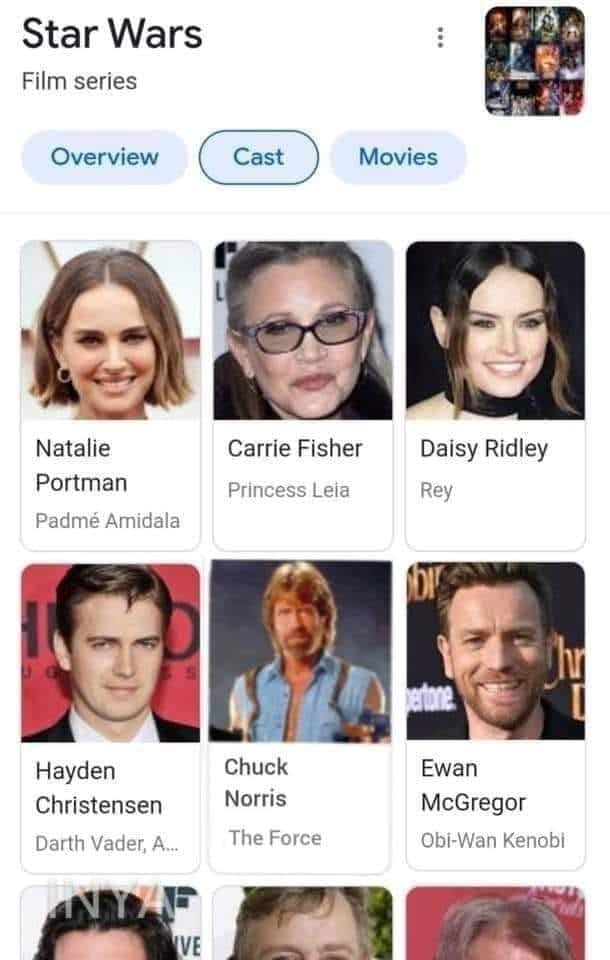 Star Wars
Film series
Overview
Cast
Movies
Natalie
Portman
Padmé Amidala
Carrie Fisher
Princess Leia
Daisy Ridley
Rey
Hayden
Christensen
Darth Vader, A...
Chuck
Norris
The Force
Ewan
McGregor
Obi-Wan Kenobi